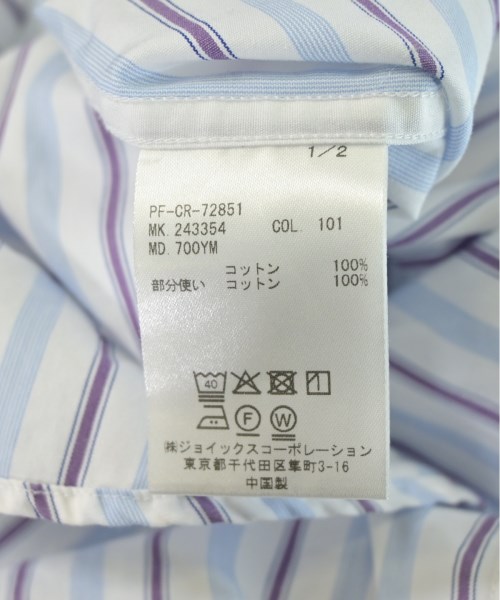 1/2
PF-CR-72851
MK. 243354 COL. 101
MD. 700YM
コットン 100%
部分使い コットン 100%
40
F W
㈱ジョイックスコーポレーション
東京都千代田区隼町3-16
中国製